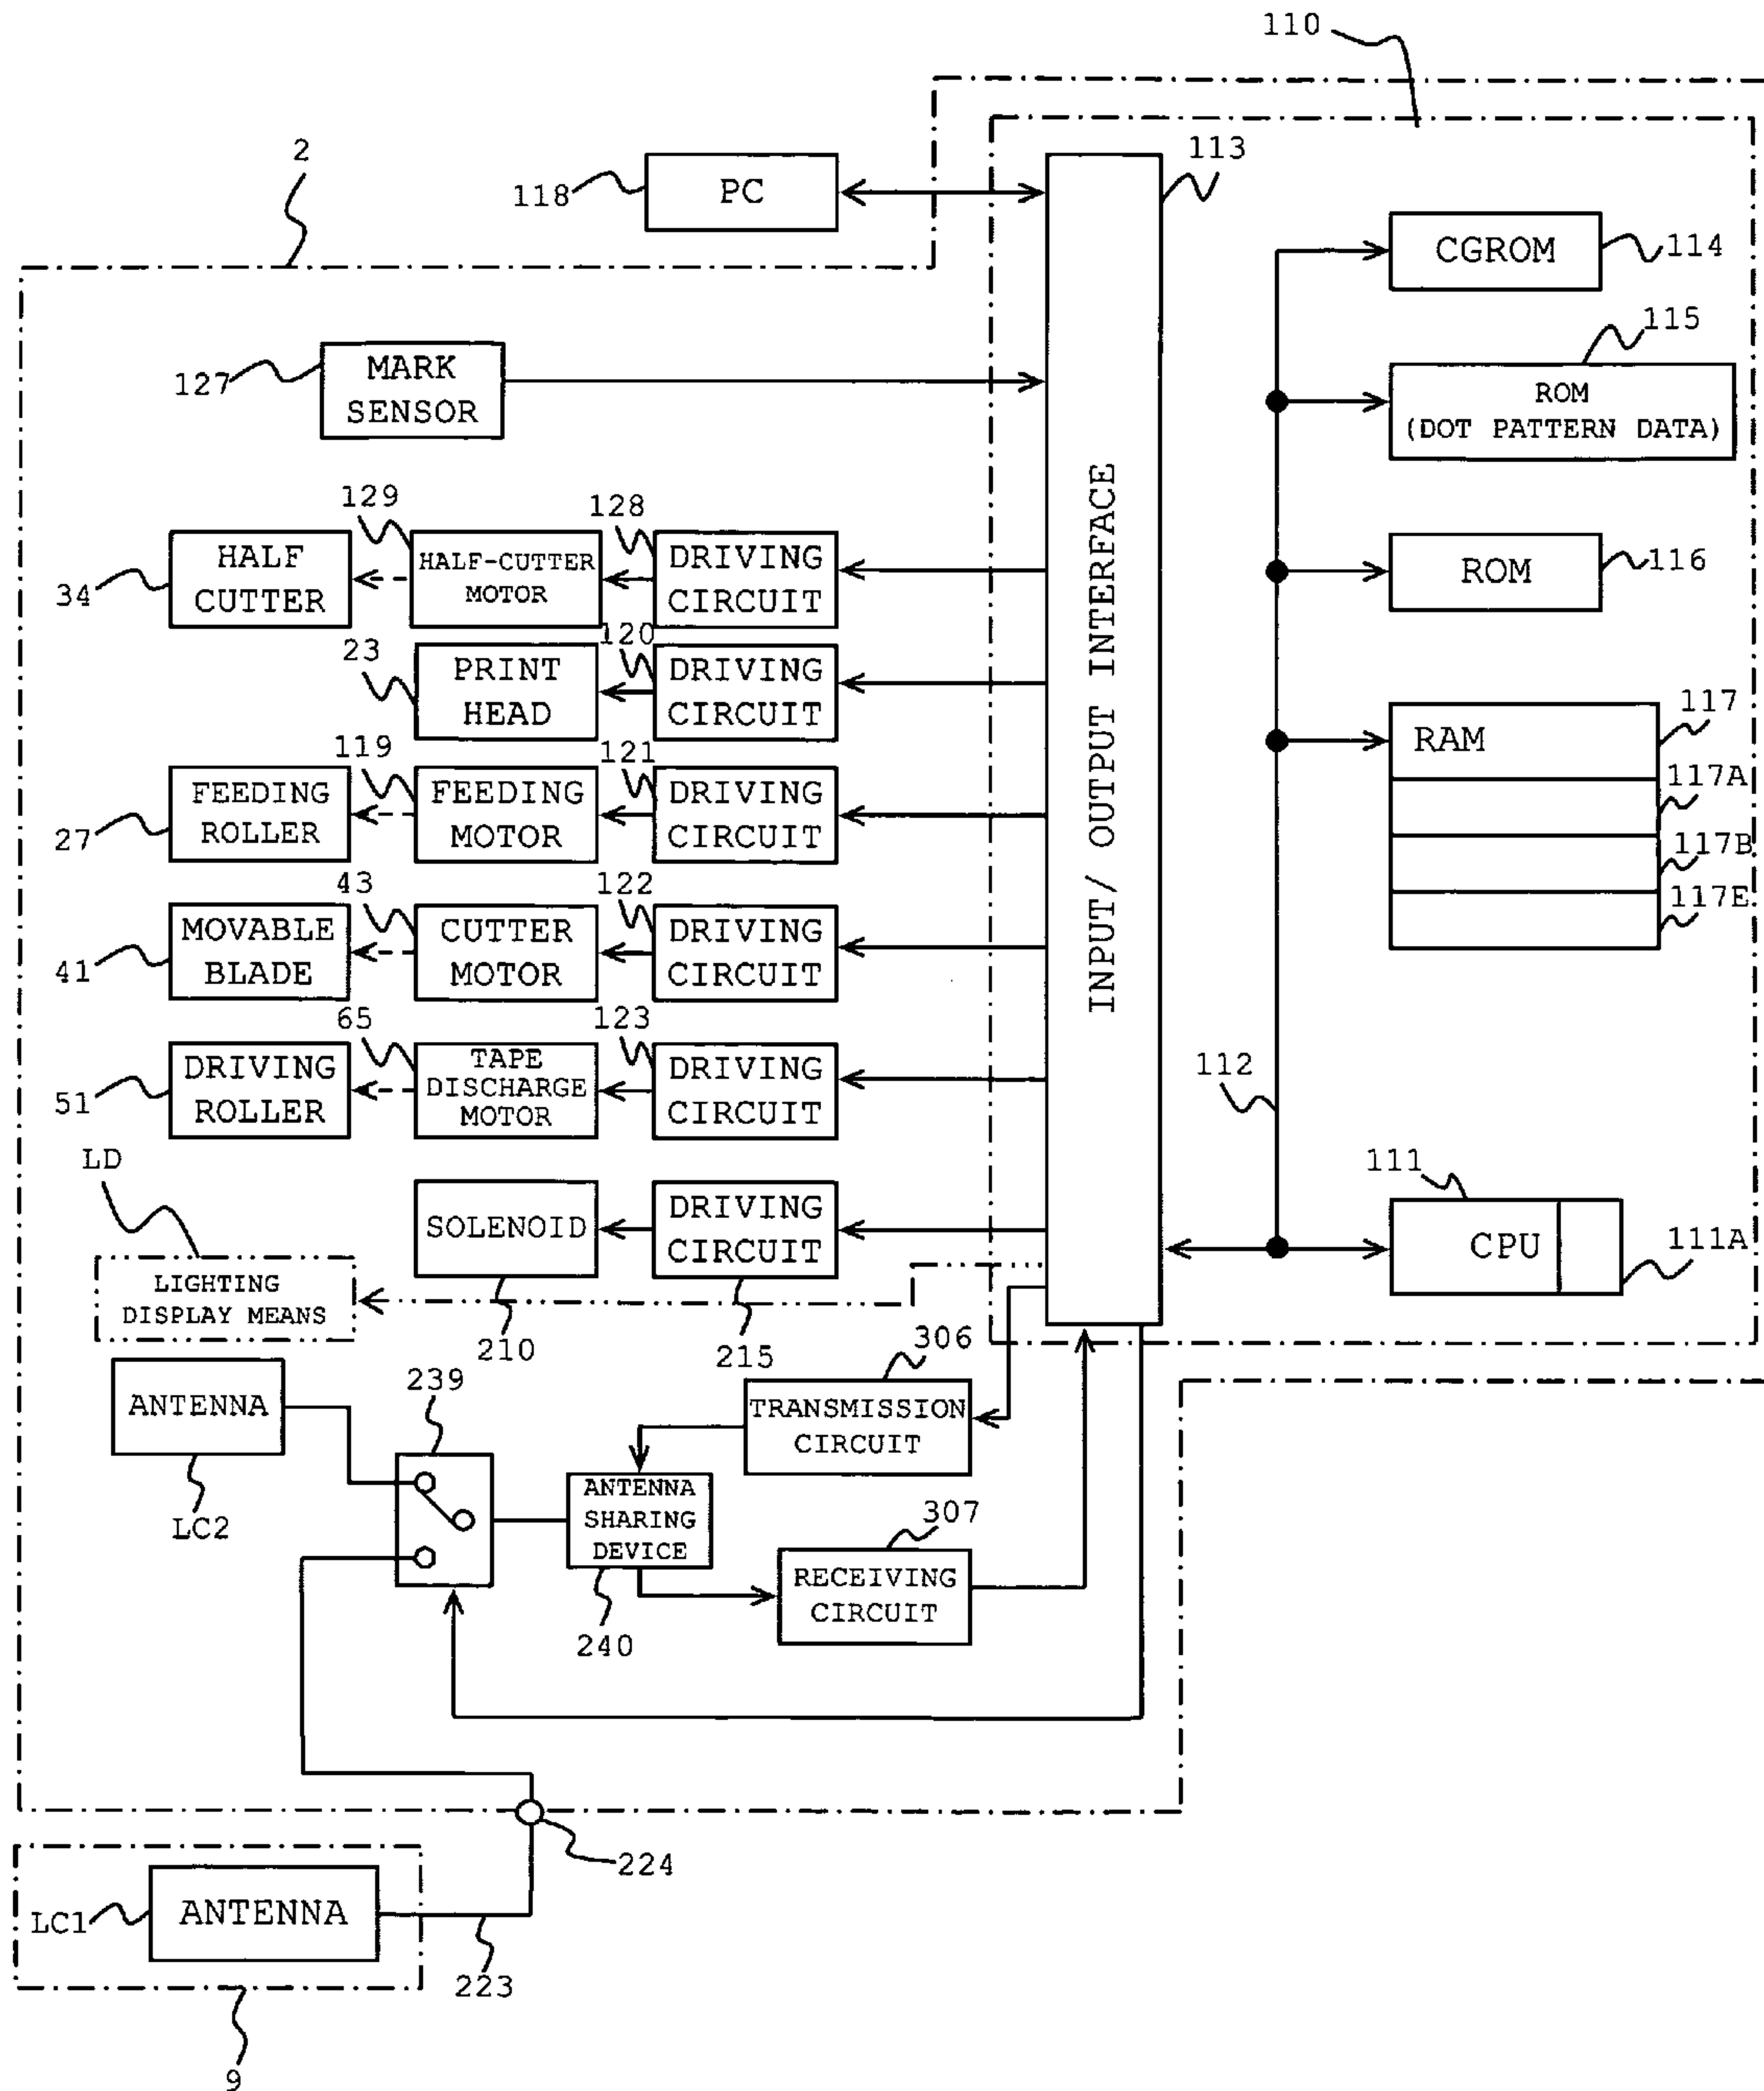 110
2
113
118
PC
CGROM
114
115
127
MARK
SENSOR
ROM
(DOT PATTERN DATA)
129
128
34
HALF
CUTTER
HALF-CUTTER
MOTOR
DRIVING
CIRCUIT
ROM
116
23
120
PRINT
HEAD
DRIVING
CIRCUIT
INPUT/ OUTPUT INTERFACE
117
RAM
119
121
27
FEEDING
ROLLER
FEEDING
MOTOR
DRIVING
CIRCUIT
117A
117B
117E
43
122
41
MOVABLE
BLADE
CUTTER
MOTOR
DRIVING
CIRCUIT
65
123
51
DRIVING
ROLLER
TAPE
DISCHARGE
MOTOR
DRIVING
CIRCUIT
112
LD
111
SOLENOID
DRIVING
CIRCUIT
CPU
111A
LIGHTING
DISPLAY MEANS
210
215
306
239
ANTENNA
TRANSMISSION
CIRCUIT
LC2
ANTENNA
SHARING
DEVICE
307
RECEIVING
CIRCUIT
240
224
LC1
ANTENNA
223
9